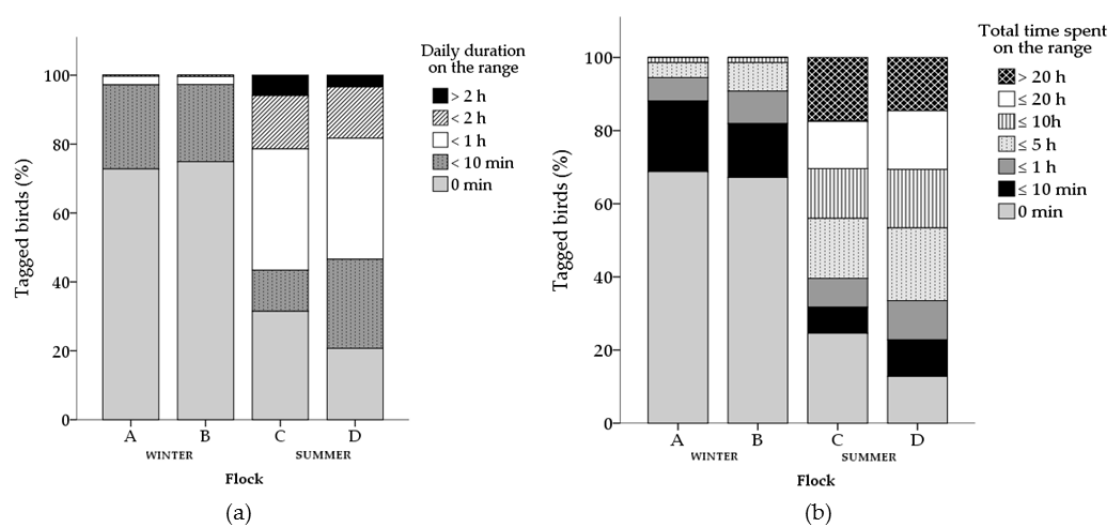 Daily duration
on the range
> 2 h
< 2 h
< 1 h
< 10 min
0 min
Tagged birds (%)
100
80
60
40
20
0
A B C D
WINTER SUMMER
Flock
(a)
Total time spent
on the range
> 20 h
≤ 20 h
≤ 10h
≤ 5 h
≤ 1 h
≤ 10 min
0 min
Tagged birds (%)
100
80
60
40
20
0
A B C D
WINTER SUMMER
Flock
(b)